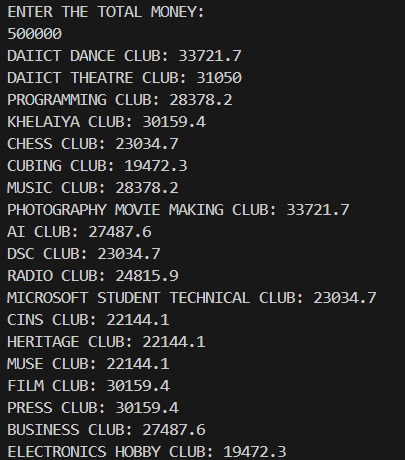 ENTER THE TOTAL MONEY:
500000
DAIICT DANCE CLUB: 33721.7
DAIICT THEATRE CLUB: 31050
PROGRAMMING CLUB: 28378.2
KHELAIYA CLUB: 30159.4
CHESS CLUB: 23034.7
CUBING CLUB: 19472.3
MUSIC CLUB: 28378.2
PHOTOGRAPHY MOVIE MAKING CLUB: 33721.7
AI CLUB: 27487.6
DSC CLUB: 23034.7
RADIO CLUB: 24815.9
MICROSOFT STUDENT TECHNICAL CLUB: 23034.7
CINS CLUB: 22144.1
HERITAGE CLUB: 22144.1
MUSE CLUB: 22144.1
FILM CLUB: 30159.4
PRESS CLUB: 30159.4
BUSINESS CLUB: 27487.6
ELECTRONICS HOBBY CLUB: 19472.3